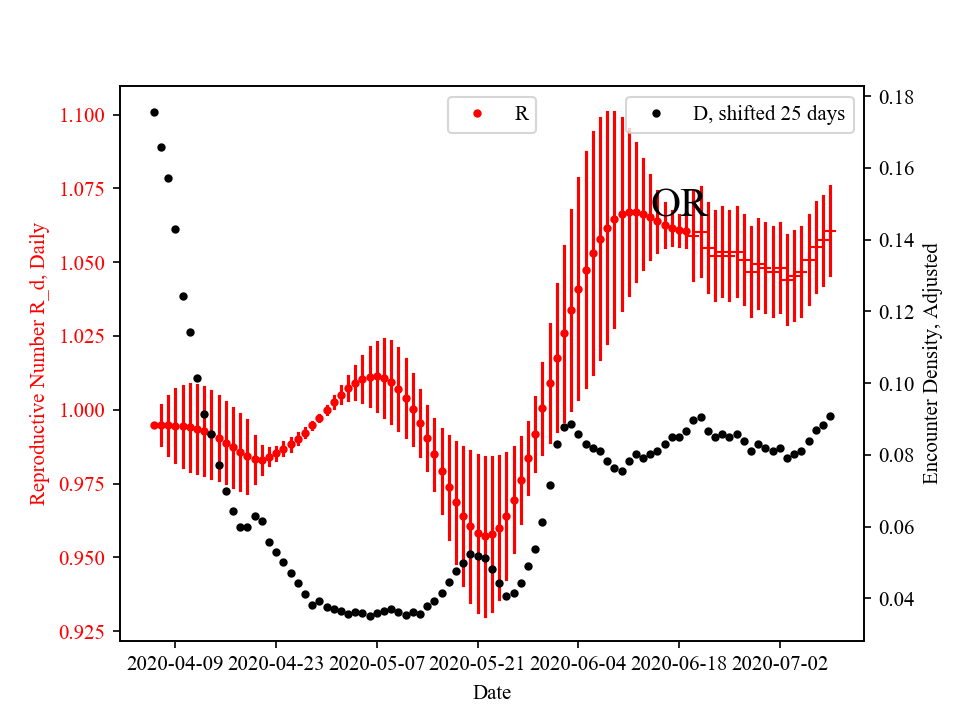 R
D, shifted 25 days
OR
Reproductive Number R_d, Daily
1.100
1.075
1.050
1.025
1.000
0.975
0.950
0.925
0.18
0.16
0.14
0.12
0.10
0.08
0.06
0.04
Encounter Density, Adjusted
2020-04-09 2020-04-23 2020-05-07 2020-05-21 2020-06-04 2020-06-18 2020-07-02
Date